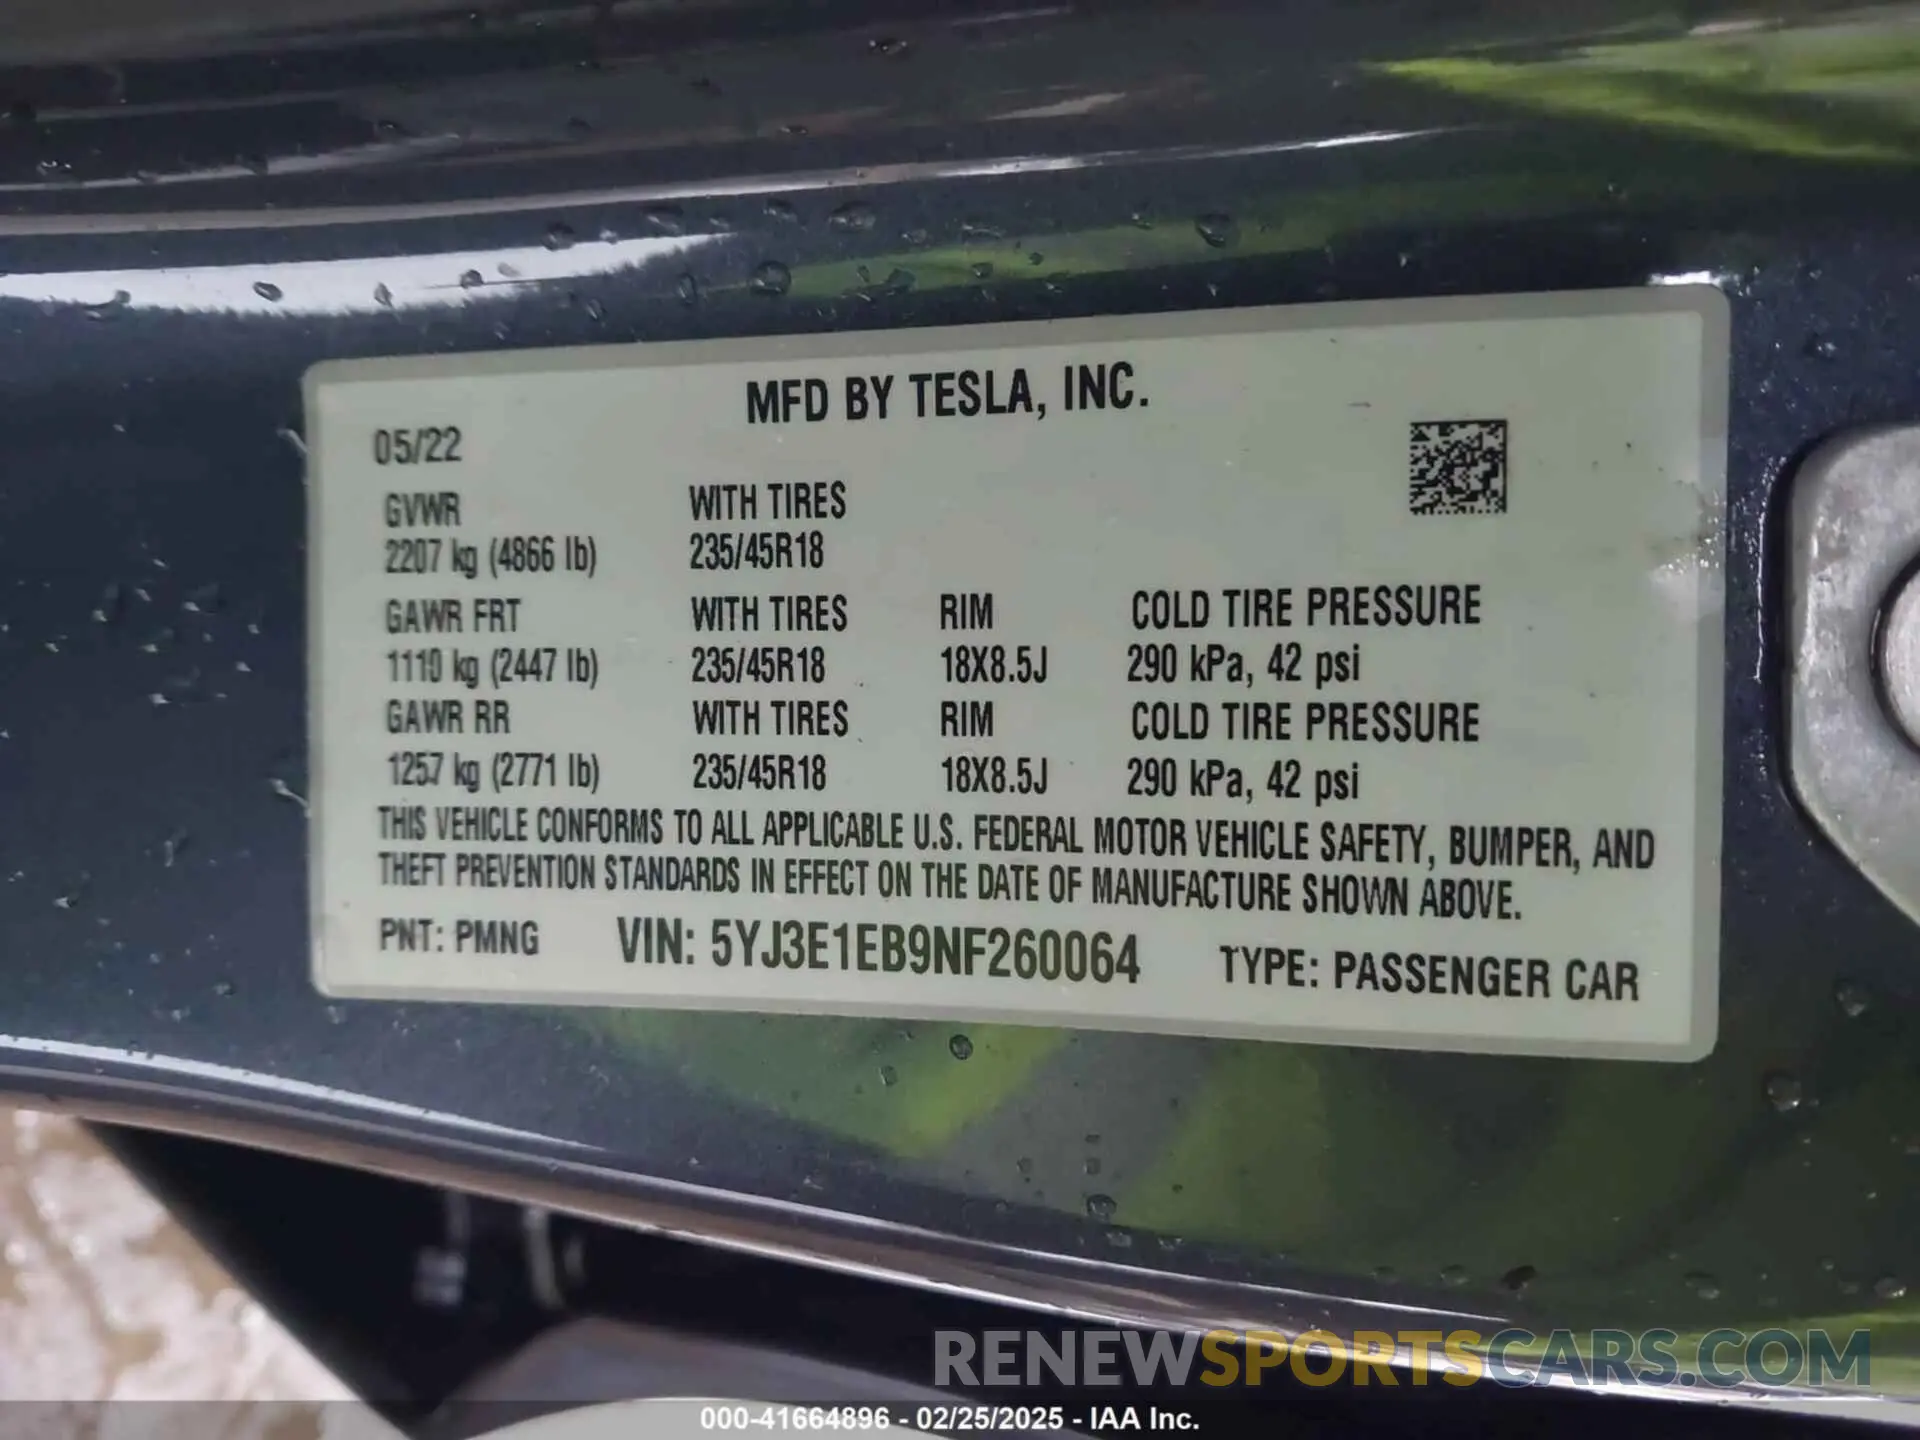 MFD BY TESLA, INC.
05/22
GVWR WITH TIRES
2207 kg (4866 lb) 235/45R18
GAWR FRT WITH TIRES RIM COLD TIRE PRESSURE
1110 kg (2447 lb) 235/45R18 18X8.5J 290 kPa, 42 psi
GAWR RR WITH TIRES RIM COLD TIRE PRESSURE
1257 kg (2771 lb) 235/45R18 18X8.5J 290 kPa, 42 psi
THIS VEHICLE CONFORMS TO ALL APPLICABLE U.S. FEDERAL MOTOR VEHICLE SAFETY, BUMPER, AND
THEFT PREVENTION STANDARDS IN EFFECT ON THE DATE OF MANUFACTURE SHOWN ABOVE.
PNT: PMNG VIN: 5YJ3E1EB9NF260064 TYPE: PASSENGER CAR
RENEWSPORTSCARS.COM
000-41664896 - 02/25/2025 - IAA Inc.